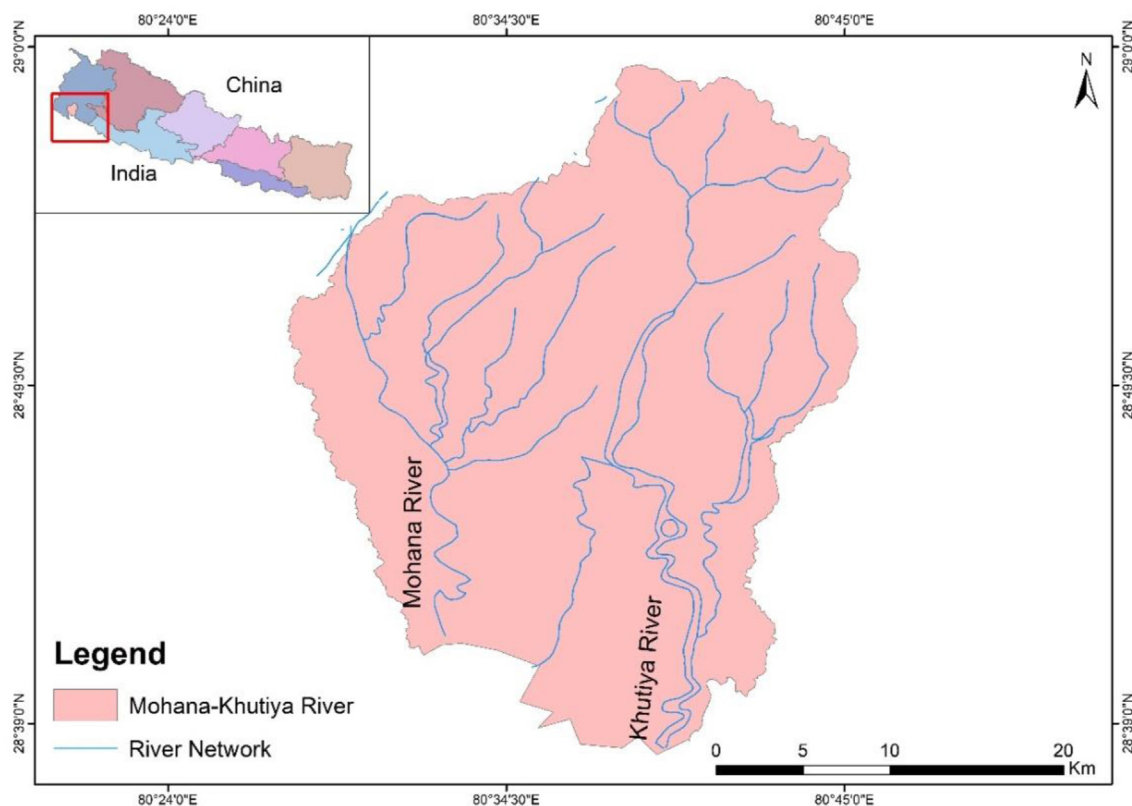 80°24'0"E
80°34'30"E
80°45'0"E
29°0'0"N
29°0'0"N
N
China
India
28°49'30"N
28°49'30"N
Mohana River
Khutiya River
Legend
Mohana-Khutiya River
River Network
28°39'0"N
28°39'0"N
0 5 10 20
Km
80°24'0"E
80°34'30"E
80°45'0"E